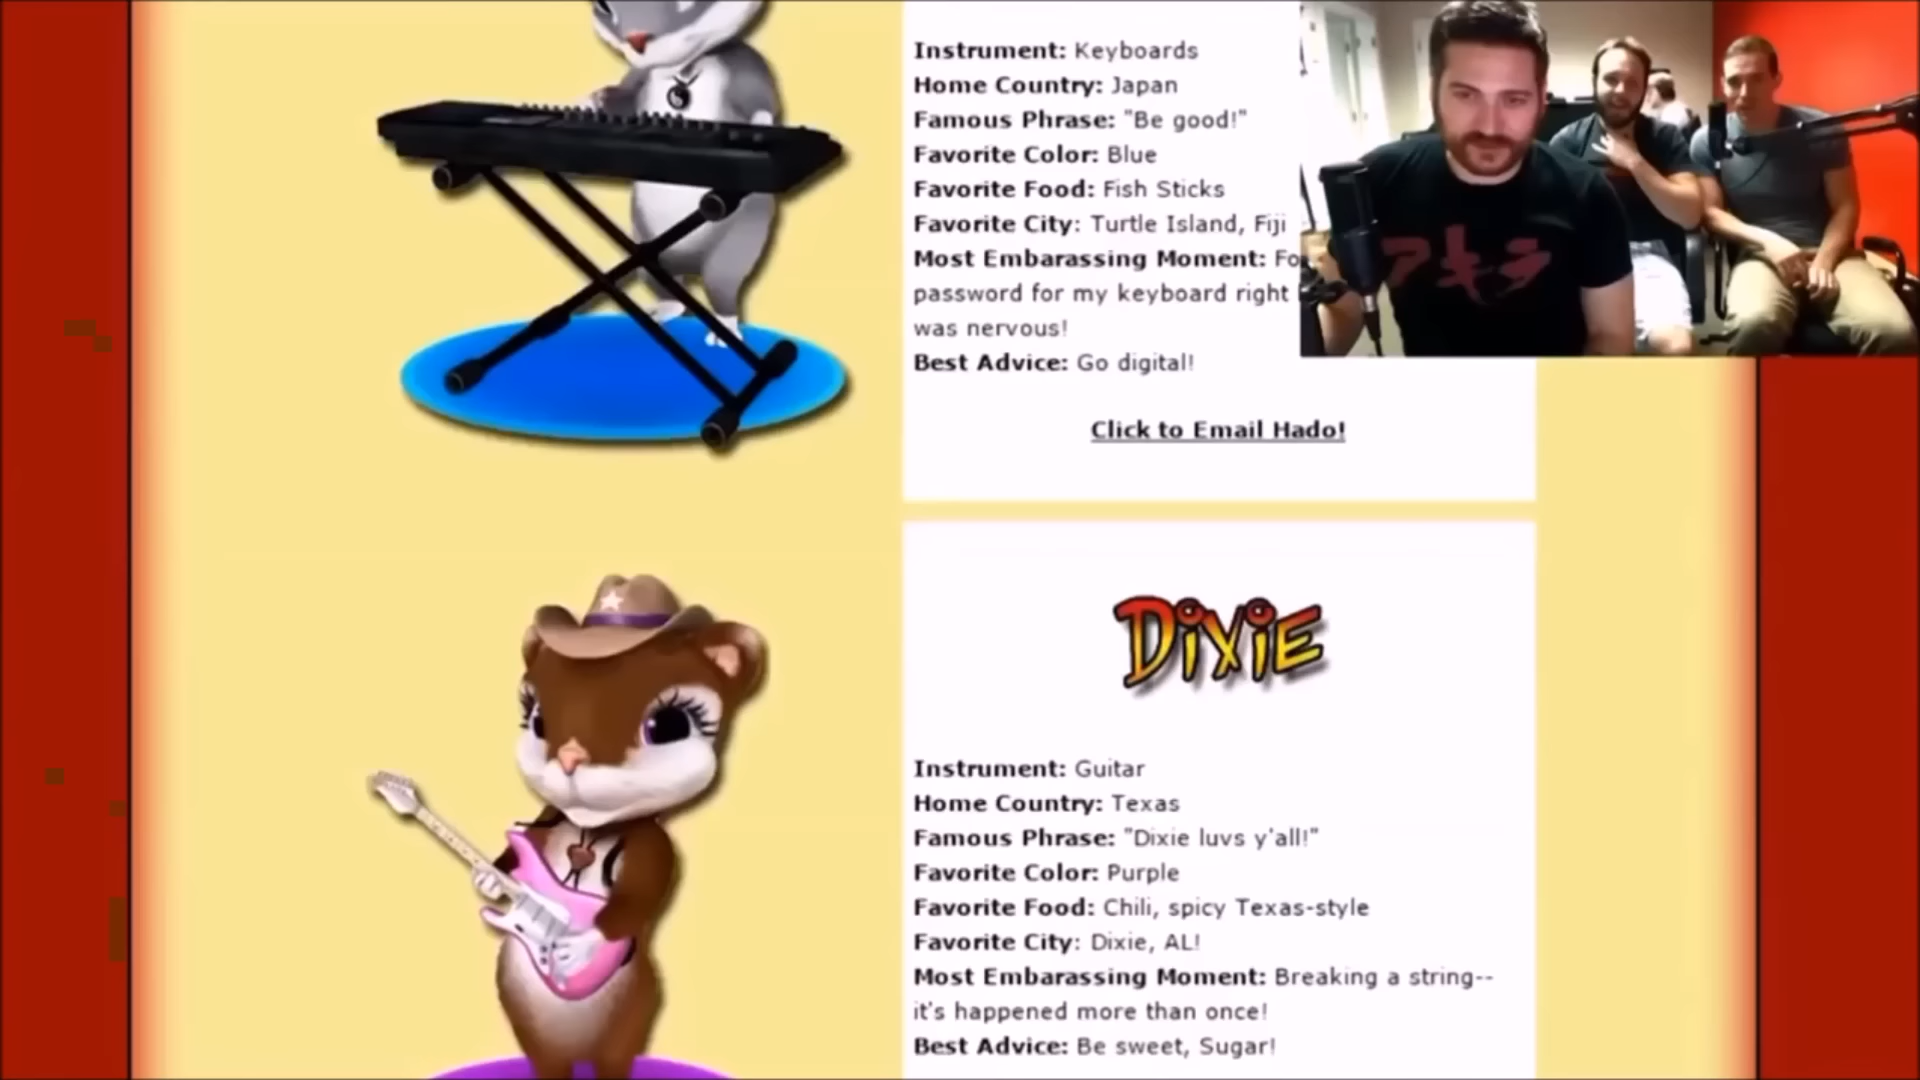 Instrument: Keyboards
Home Country: Japan
Famous Phrase: "Be good!"
Favorite Color: Blue
Favorite Food: Fish Sticks
Favorite City: Turtle Island, Fiji
Most Embarassing Moment: Fo
password for my keyboard right
was nervous!
Best Advice: Go digital!
Click to Email Hado!
アキラ
DiXiE
Instrument: Guitar
Home Country: Texas
Famous Phrase: "Dixie luvs y'all!"
Favorite Color: Purple
Favorite Food: Chili, spicy Texas-style
Favorite City: Dixie, AL!
Most Embarassing Moment: Breaking a string--
it's happened more than once!
Best Advice: Be sweet, Sugar!